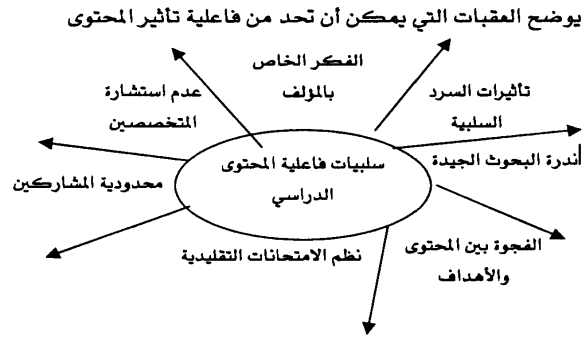 يوضح العقبات التي يمكن أن تحد من فاعلية تأثير المحتوى
الفكر الخاص
بالمؤلف
تأثيرات السرد
السلبية
عدم استشارة
المتخصصين
أندرة البحوث الجيدة
سلبيات فاعلية المحتوى
الدراسي
محدودية المشاركين
الفجوة بين المحتوى
والأهداف
نظم الامتحانات التقليدية